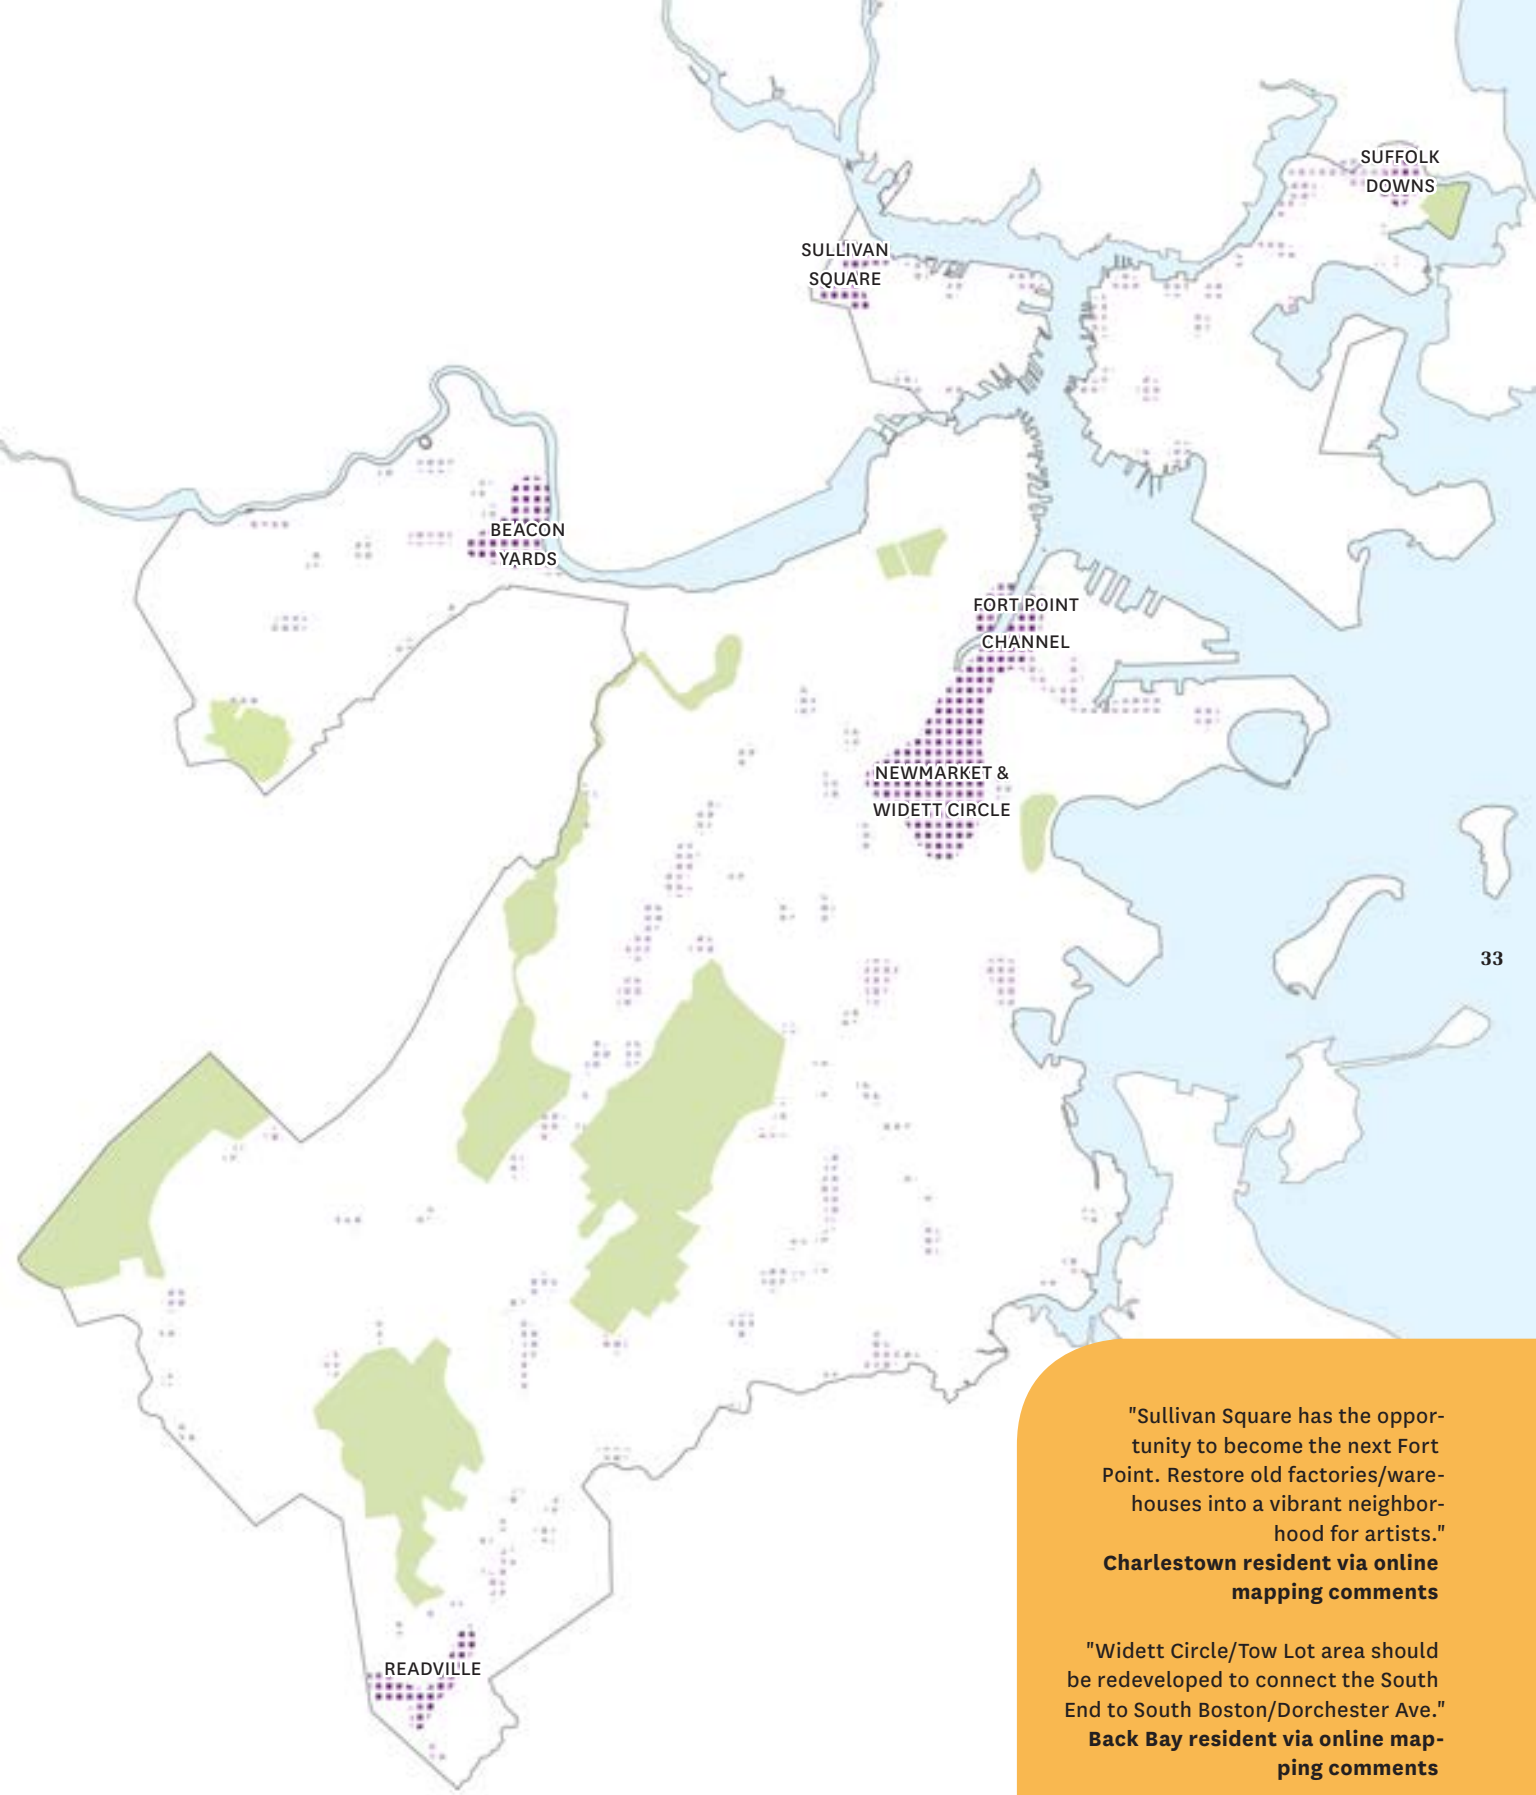 SUFFOLK
DOWNS
SULLIVAN
SQUARE
BEACON
YARDS
FORT POINT
CHANNEL
NEWMARKET &
WIDETT CIRCLE
33
READVILLE
"Sullivan Square has the oppor-
tunity to become the next Fort
Point. Restore old factories/ware-
houses into a vibrant neighbor-
hood for artists."
Charlestown resident via online
mapping comments
"Widett Circle/Tow Lot area should
be redeveloped to connect the South
End to South Boston/Dorchester Ave."
Back Bay resident via online map-
ping comments